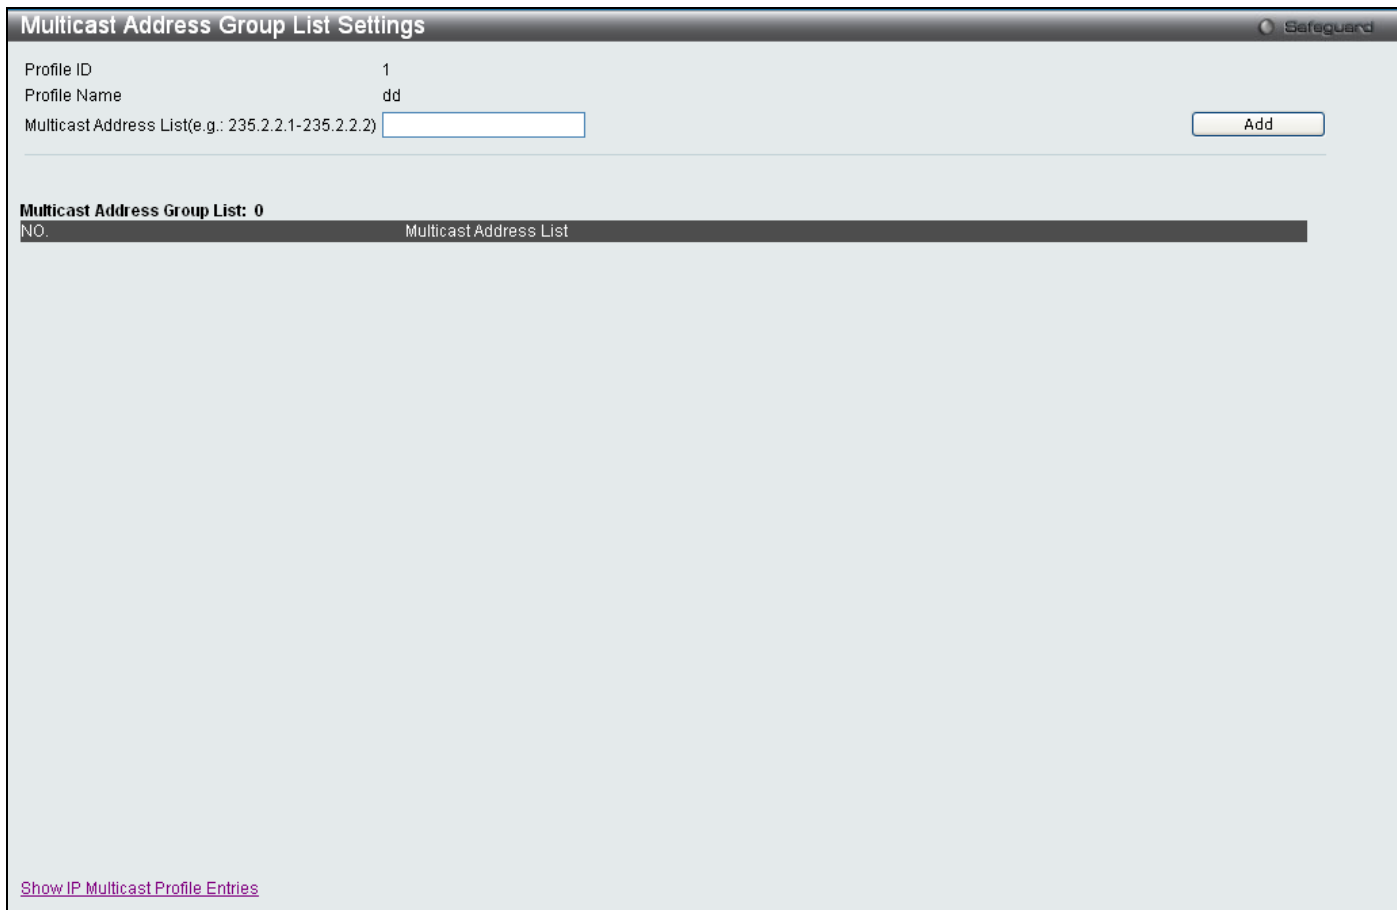 Multicast Address Group List Settings
Safeguard
Profile ID 1
Profile Name dd
Multicast Address List(e.g.: 235.2.2.1-235.2.2.2) Add
Multicast Address Group List: 0
NO. Multicast Address List
Show IP Multicast Profile Entries